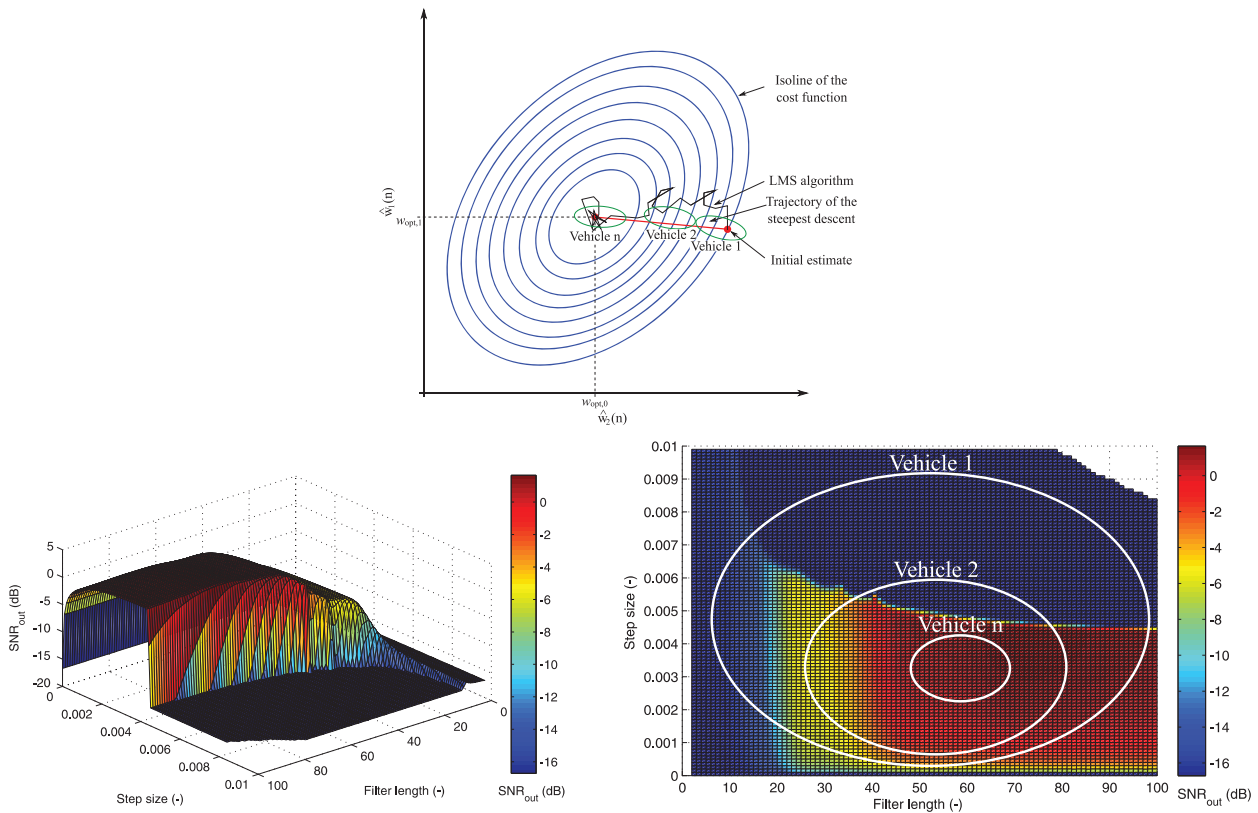 Isoline of the
cost function
ŵ₁(n)
LMS algorithm
Trajectory of the
steepest descent
w_opt,1
Vehicle n
Vehicle 2
Vehicle 1
Initial estimate
w_opt,0
ŵ₂(n)
5
0
-5
-10
-15
-20
SNR_out (dB)
0
0.002
0.004
0.006
0.008
0.01
Step size (-)
100
80
60
40
20
0
Filter length (-)
0
-2
-4
-6
-8
-10
-12
-14
-16
SNR_out (dB)
0.01
0.009
0.008
0.007
0.006
0.005
0.004
0.003
0.002
0.001
0
Step size (-)
Vehicle 1
Vehicle 2
Vehicle n
0 10 20 30 40 50 60 70 80 90 100
Filter length (-)
0
-2
-4
-6
-8
-10
-12
-14
-16
SNR_out (dB)